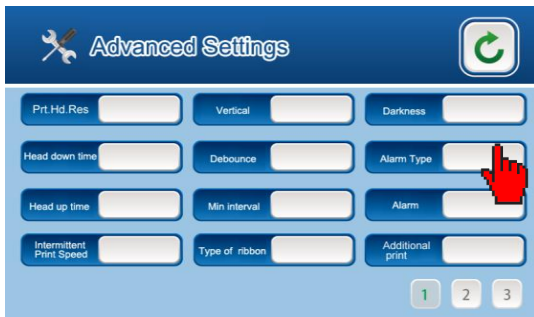 Advanced Settings
Prt.Hd.Res
Vertical
Darkness
Head down time
Debounce
Alarm Type
Head up time
Min interval
Alarm
Intermittent
Print Speed
Type of ribbon
Additional
print
1 2 3